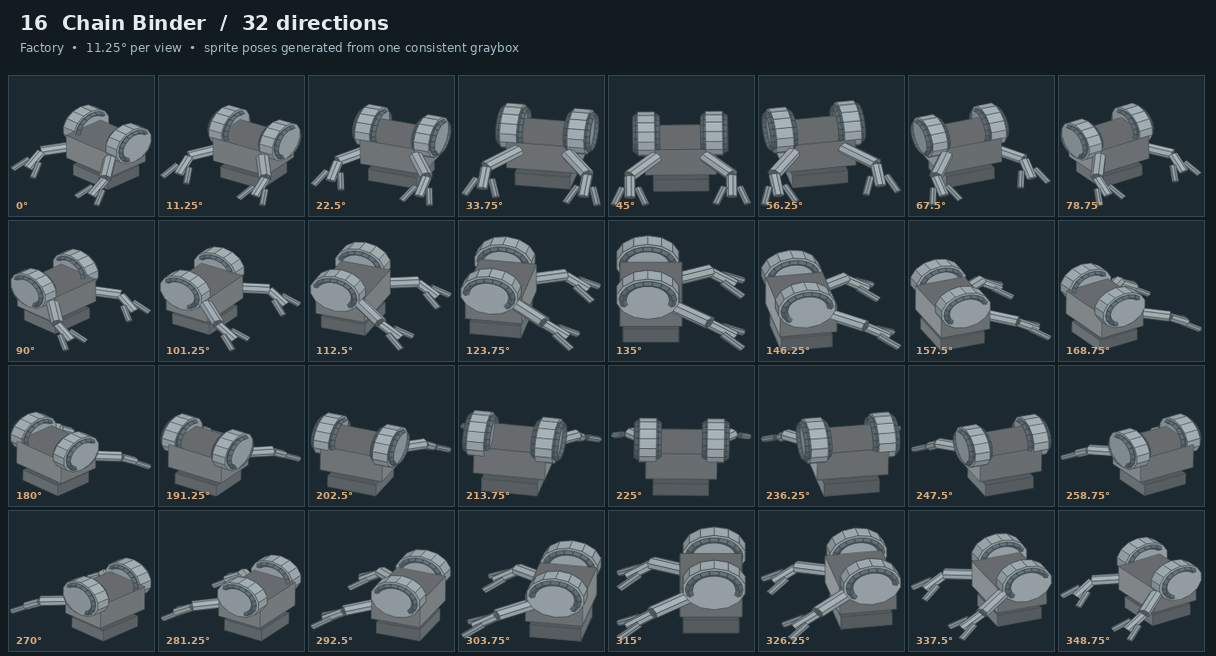 16 Chain Binder / 32 directions
Factory • 11.25° per view • sprite poses generated from one consistent graybox
0° 11.25° 22.5° 33.75° 45° 56.25° 67.5° 78.75°
90° 101.25° 112.5° 123.75° 135° 146.25° 157.5° 168.75°
180° 191.25° 202.5° 213.75° 225° 236.25° 247.5° 258.75°
270° 281.25° 292.5° 303.75° 315° 326.25° 337.5° 348.75°